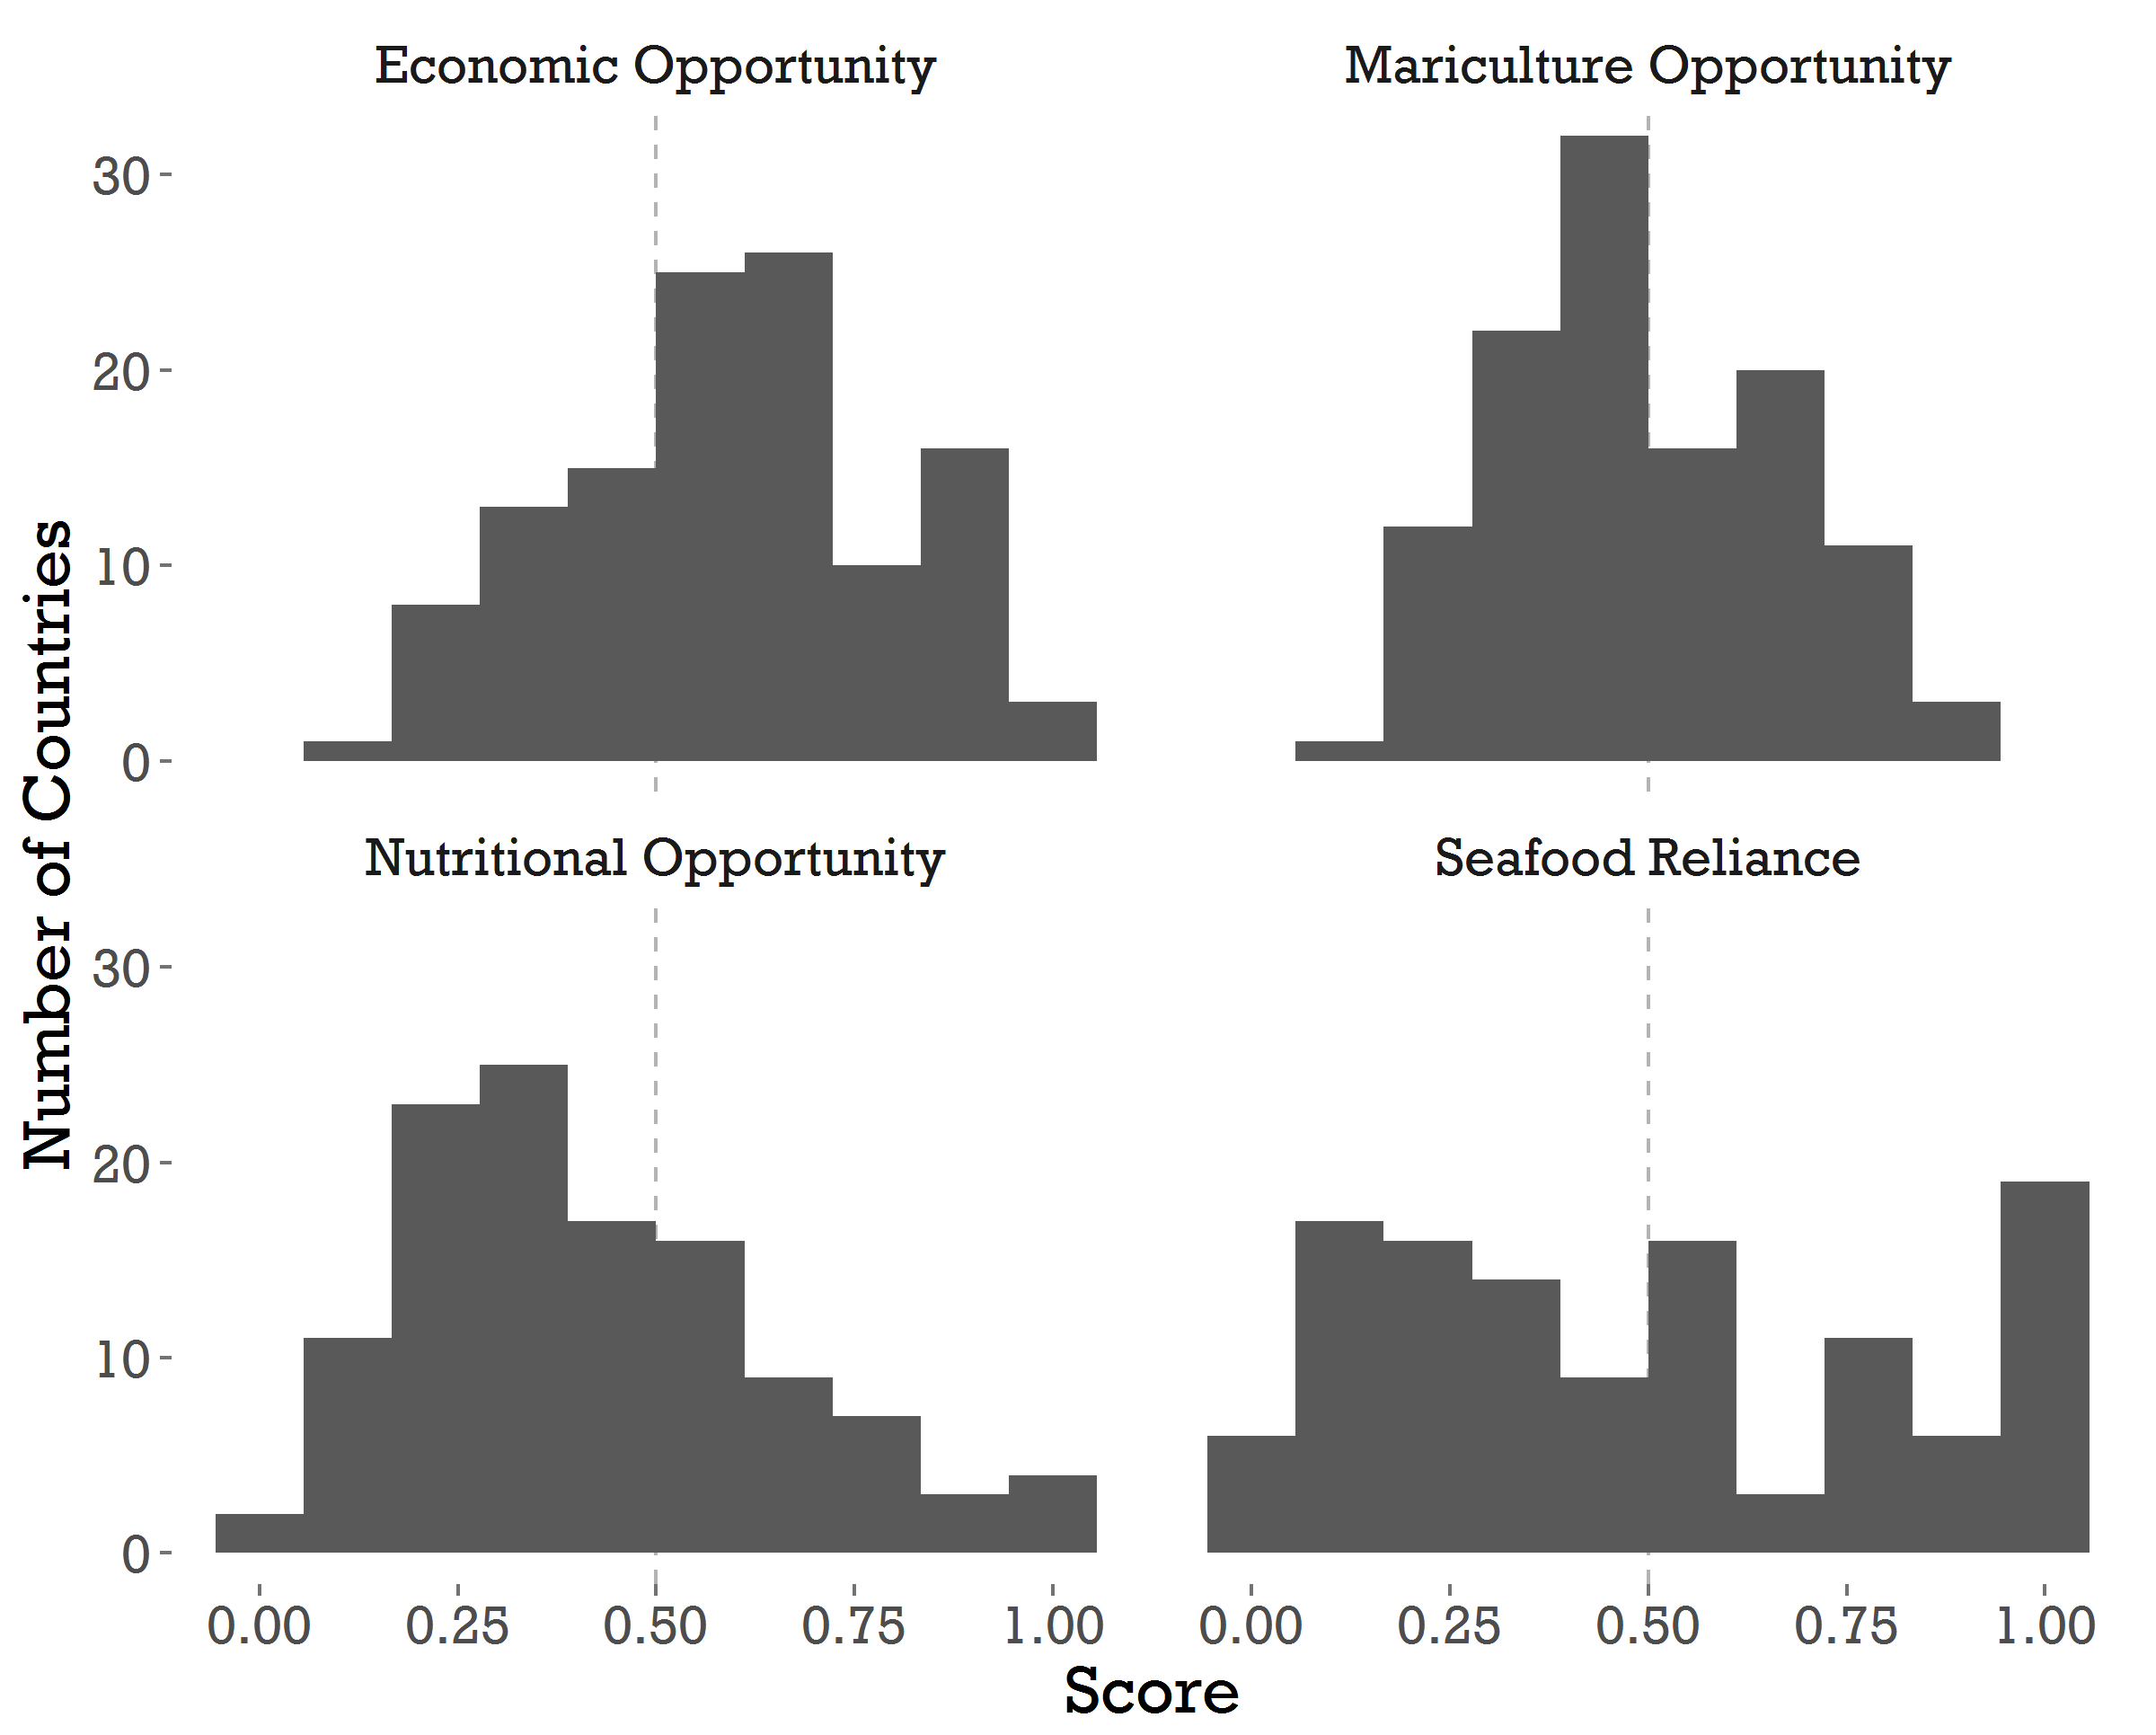 Economic Opportunity
Mariculture Opportunity
30
20
10
0
Nutritional Opportunity
Seafood Reliance
30
20
10
0
Number of Countries
0.00 0.25 0.50 0.75 1.00 0.00 0.25 0.50 0.75 1.00
Score